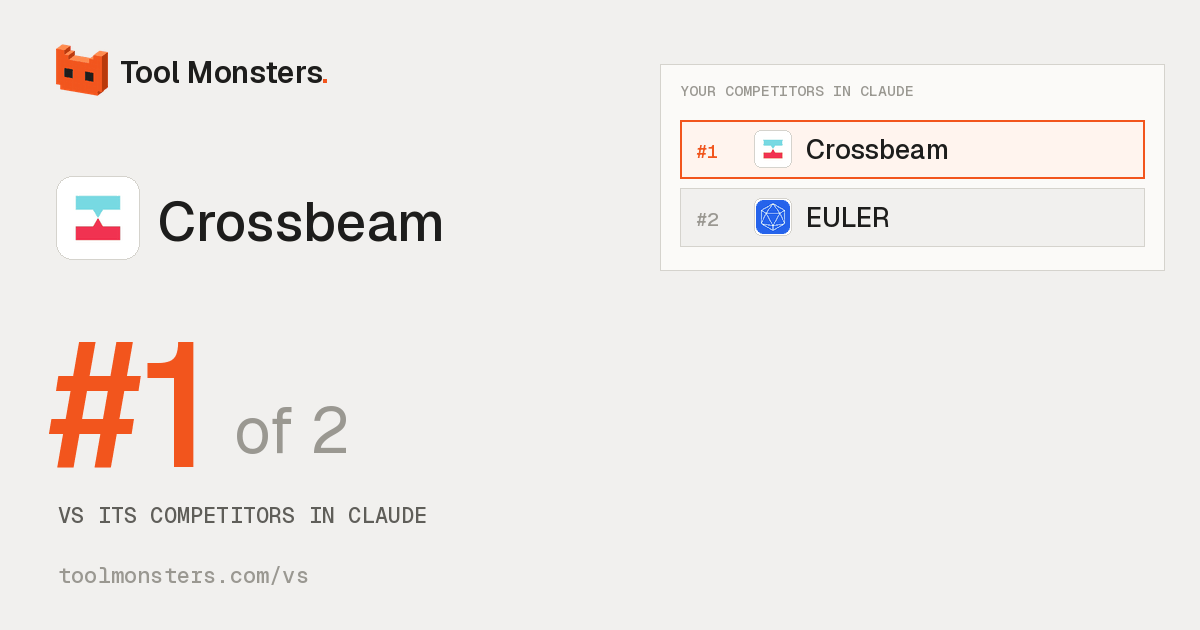 Tool Monsters.
Crossbeam
#1 of 2
VS ITS COMPETITORS IN CLAUDE
toolmonsters.com/vs
YOUR COMPETITORS IN CLAUDE
#1 Crossbeam
#2 EULER